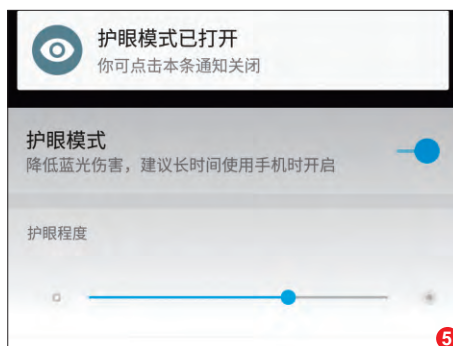 护眼模式已打开
你可点击本条通知关闭
护眼模式
降低蓝光伤害，建议长时间使用手机时开启
护眼程度
5